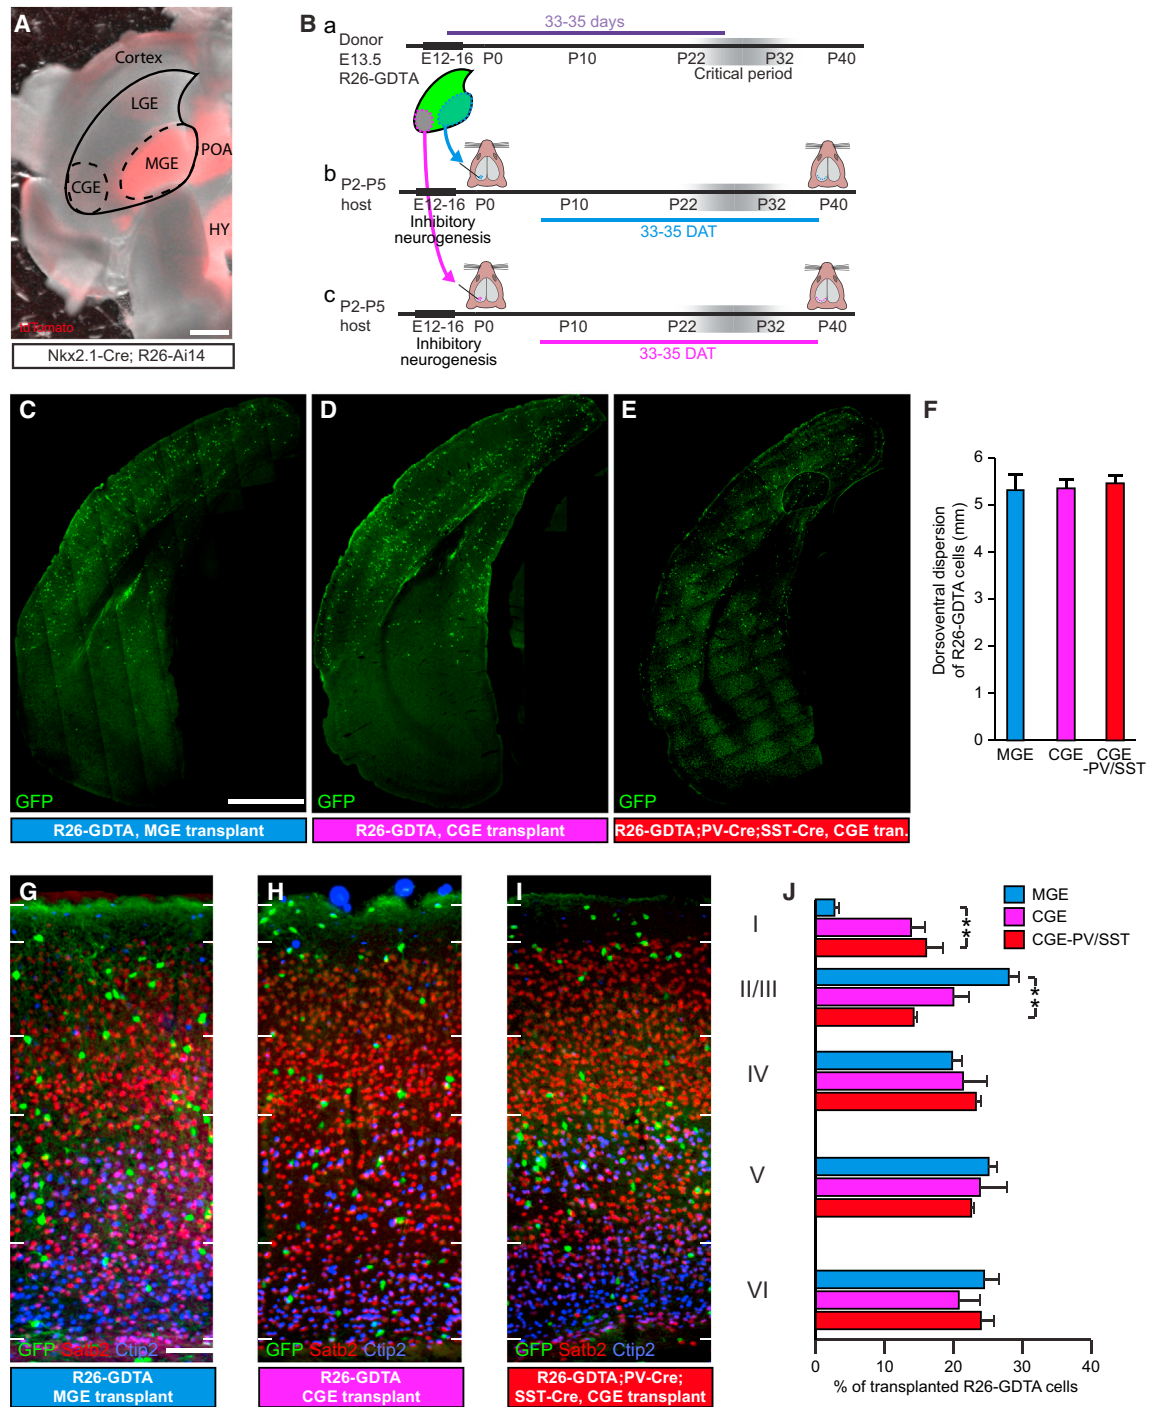 A
Cortex
LGE
MGE
POA
CGE
HY
tdTomato
Nkx2.1-Cre; R26-Ai14
B
a
33-35 days
Donor
E13.5
R26-GDTA
E12-16 P0 P10 P22 P32 P40
Critical period
b
P2-P5
host
E12-16 P0 P10 P22 P32 P40
Inhibitory
neurogenesis
33-35 DAT
c
P2-P5
host
E12-16 P0 P10 P22 P32 P40
Inhibitory
neurogenesis
33-35 DAT
C
GFP
R26-GDTA, MGE transplant
D
GFP
R26-GDTA, CGE transplant
E
GFP
R26-GDTA;PV-Cre;SST-Cre, CGE tran.
F
Dorsoventral dispersion
of R26-GDTA cells (mm)
6
5
4
3
2
1
0
MGE CGE CGE
-PV/SST
G
GFP Satb2 Ctip2
R26-GDTA
MGE transplant
H
GFP Satb2 Ctip2
R26-GDTA
CGE transplant
I
GFP Satb2 Ctip2
R26-GDTA;PV-Cre;
SST-Cre, CGE transplant
J
MGE
CGE
CGE-PV/SST
I
**
II/III
**
IV
V
VI
0 10 20 30 40
% of transplanted R26-GDTA cells